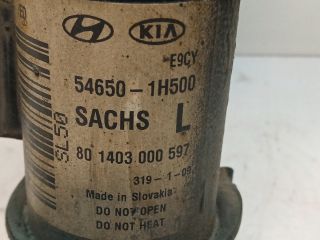 KIA
E9CY
54650-1H500
SACHS L
SL50
80 1403 000 597
319-1-09
Made in Slovakia
DO NOT OPEN
DO NOT HEAT